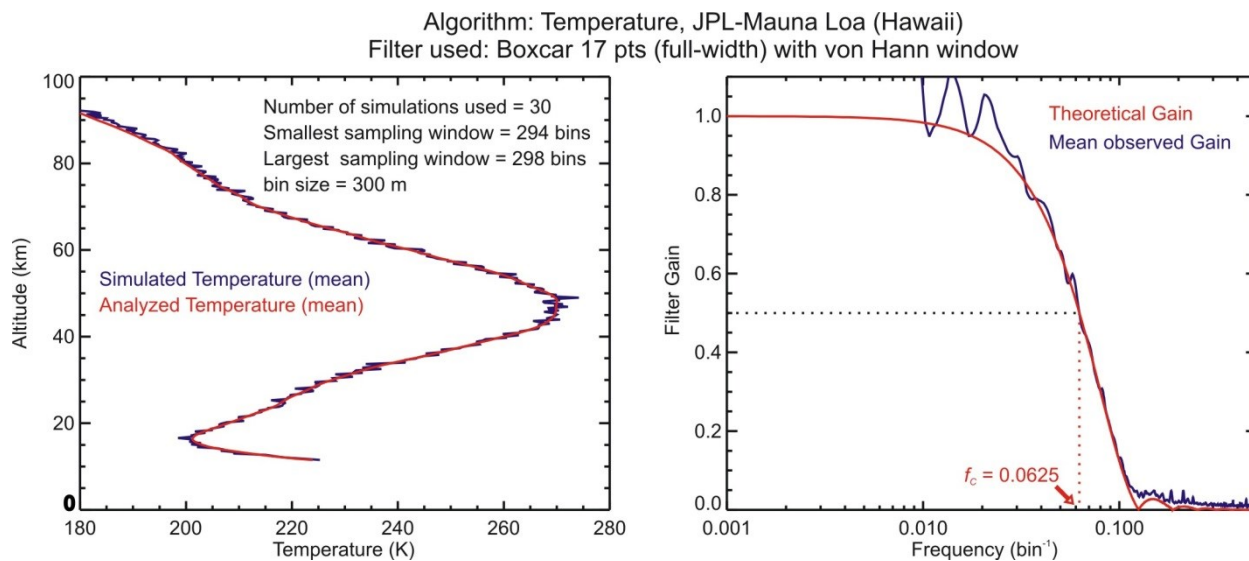 Algorithm: Temperature, JPL-Mauna Loa (Hawaii)
Filter used: Boxcar 17 pts (full-width) with von Hann window
Number of simulations used = 30
Smallest sampling window = 294 bins
Largest sampling window = 298 bins
bin size = 300 m
Simulated Temperature (mean)
Analyzed Temperature (mean)
Altitude (km)
100
80
60
40
20
0
180 200 220 240 260 280
Temperature (K)
Theoretical Gain
Mean observed Gain
Filter Gain
1.0
0.8
0.6
0.4
0.2
0.0
fc = 0.0625
0.001 0.010 0.100
Frequency (bin⁻¹)